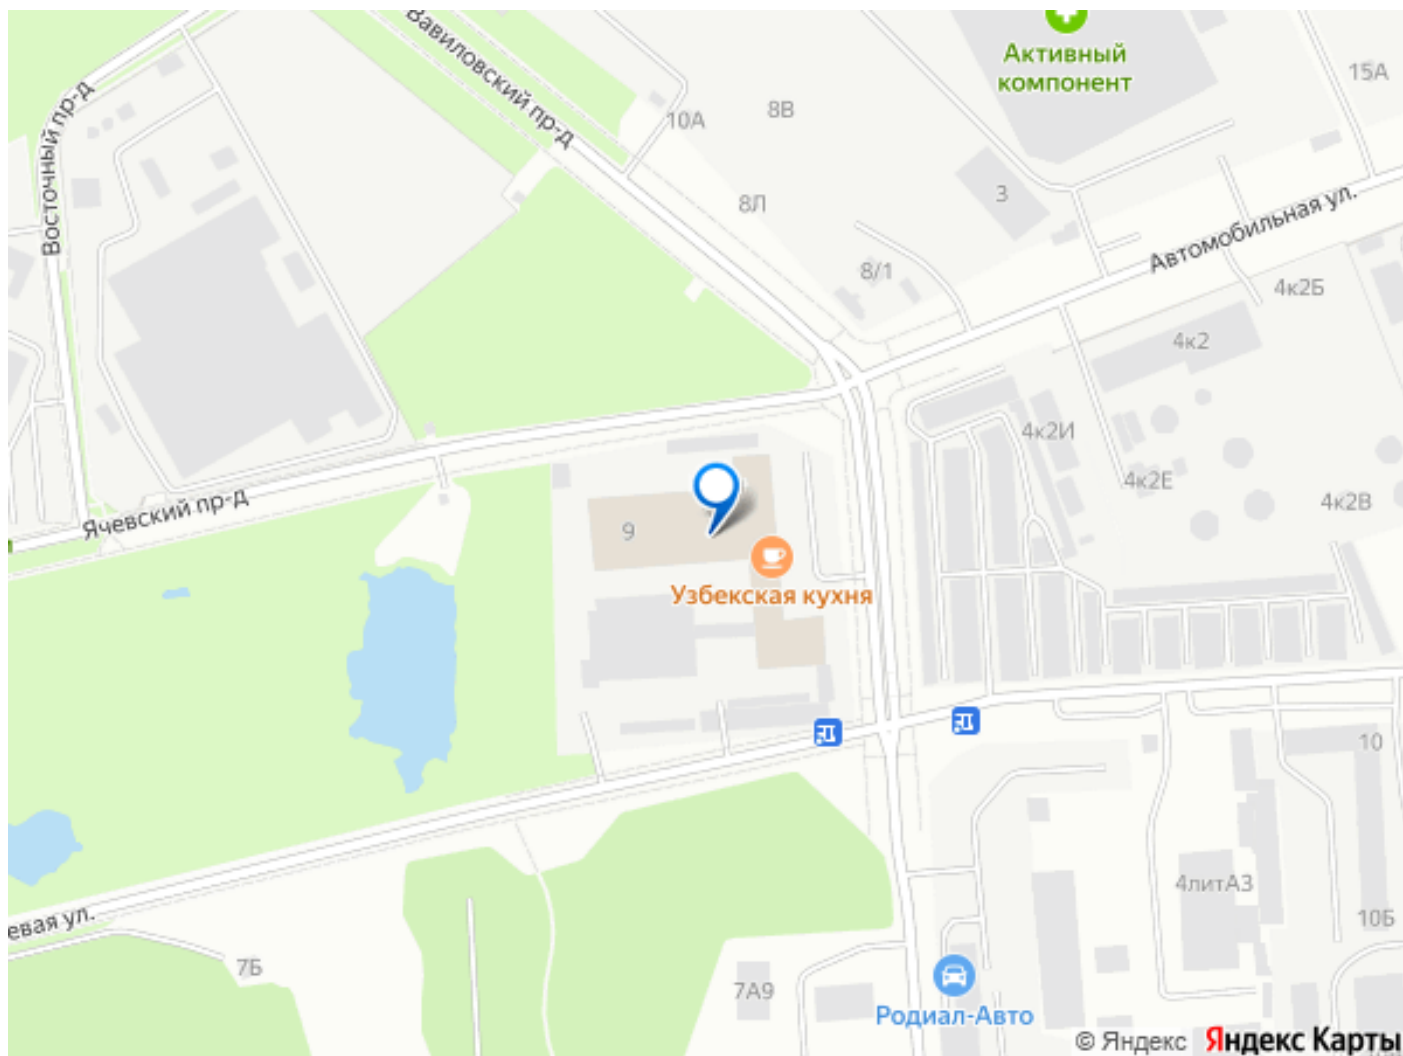 Вавиловский пр-д
Активный
компонент
15А
Восточный пр-д
10А
8В
8Л
3
Автомобильная ул.
8/1
4к2Б
4к2
4к2И
4к2Е
4к2В
Ячевский пр-д
9
Узбекская кухня
10
4литА3
10Б
евая ул.
7Б
7А9
Родиал-Авто
© Яндекс Яндекс Карты